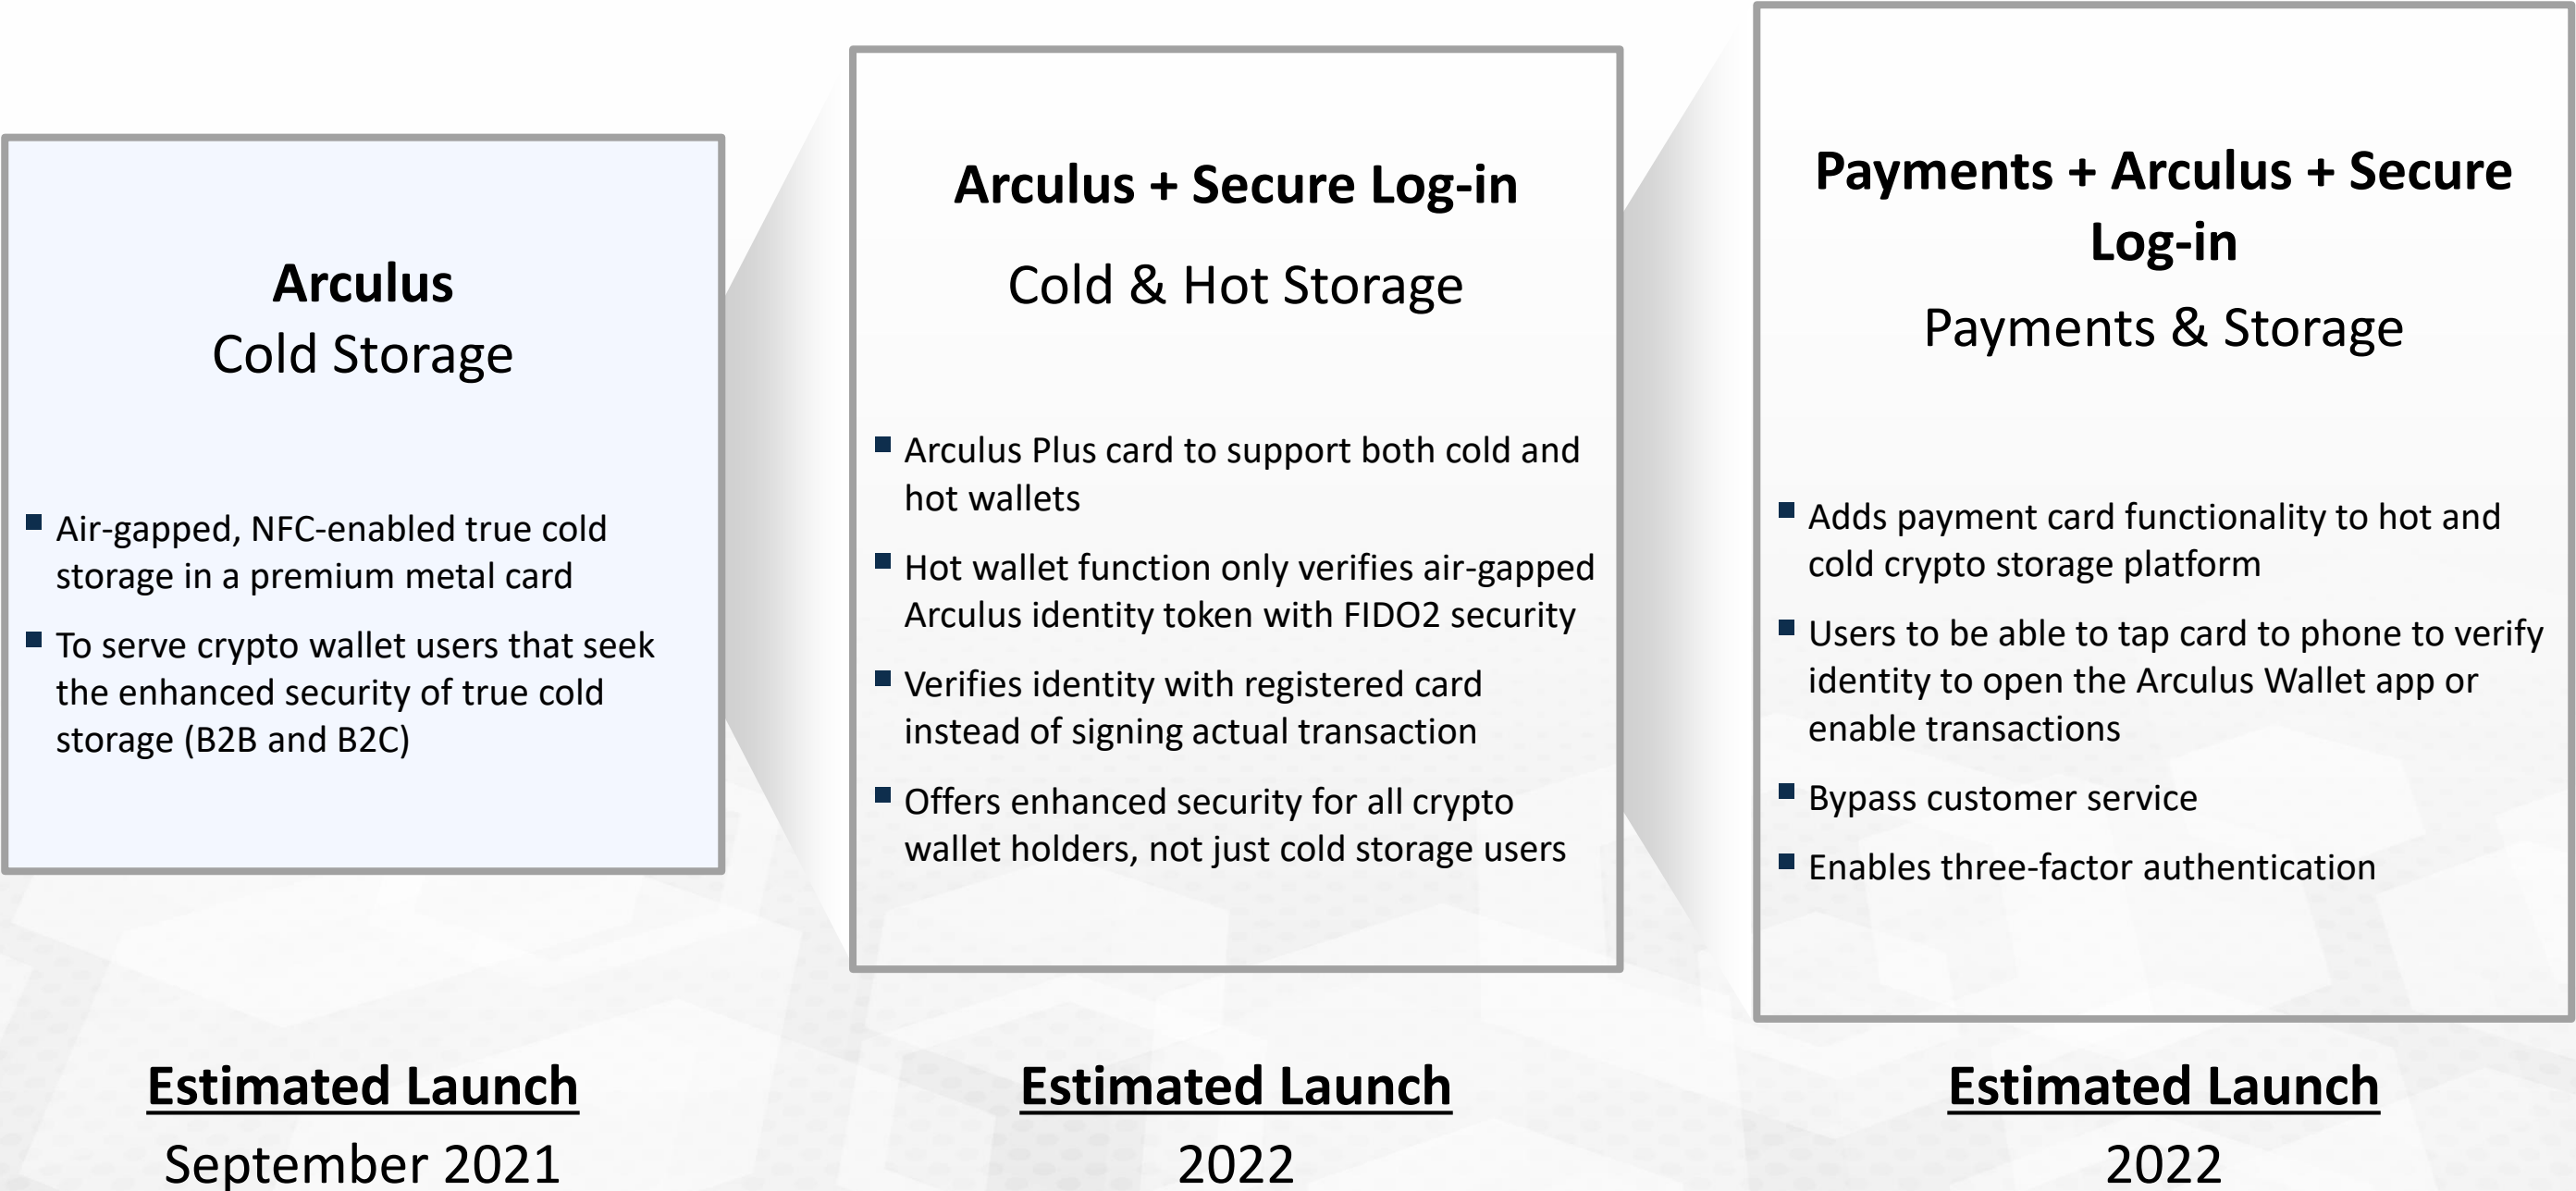 Arculus
Cold Storage
■ Air-gapped, NFC-enabled true cold
storage in a premium metal card
■ To serve crypto wallet users that seek
the enhanced security of true cold
storage (B2B and B2C)
Estimated Launch
September 2021
Arculus + Secure Log-in
Cold & Hot Storage
■ Arculus Plus card to support both cold and
hot wallets
■ Hot wallet function only verifies air-gapped
Arculus identity token with FIDO2 security
■ Verifies identity with registered card
instead of signing actual transaction
■ Offers enhanced security for all crypto
wallet holders, not just cold storage users
Estimated Launch
2022
Payments + Arculus + Secure
Log-in
Payments & Storage
■ Adds payment card functionality to hot and
cold crypto storage platform
■ Users to be able to tap card to phone to verify
identity to open the Arculus Wallet app or
enable transactions
■ Bypass customer service
■ Enables three-factor authentication
Estimated Launch
2022